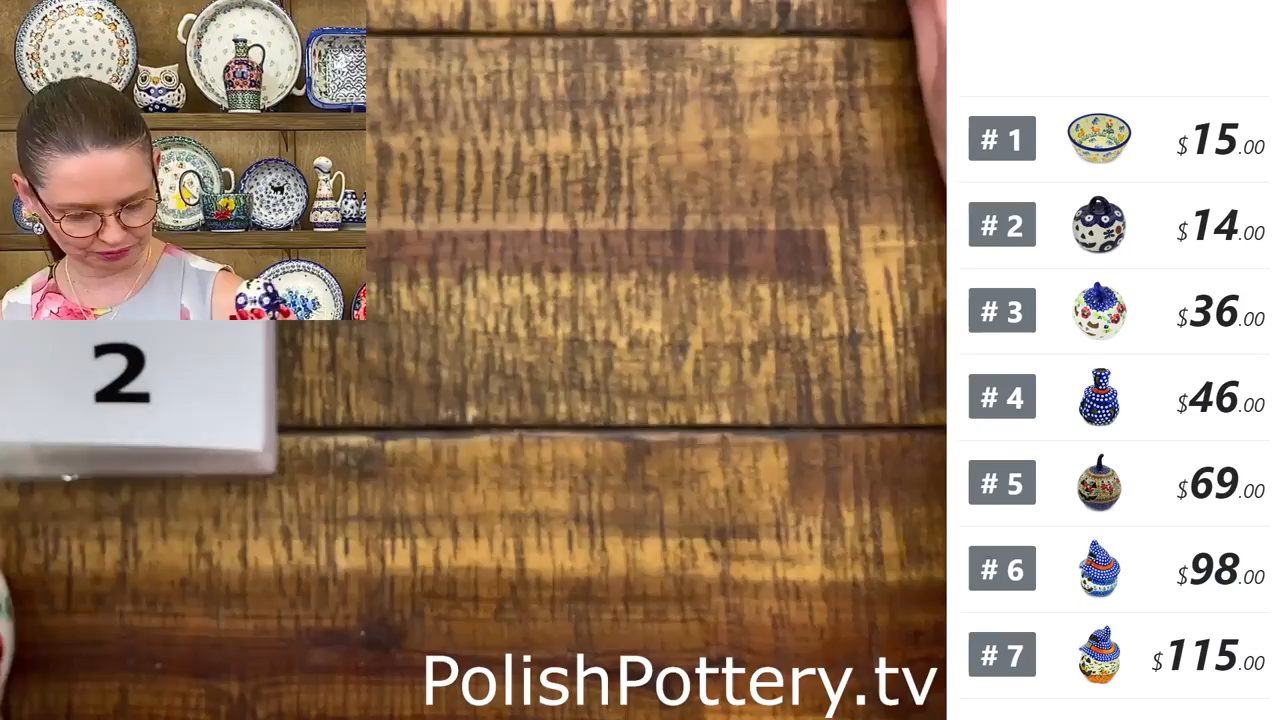 2
PolishPottery.tv
# 1 $15.00
# 2 $14.00
# 3 $36.00
# 4 $46.00
# 5 $69.00
# 6 $98.00
# 7 $115.00